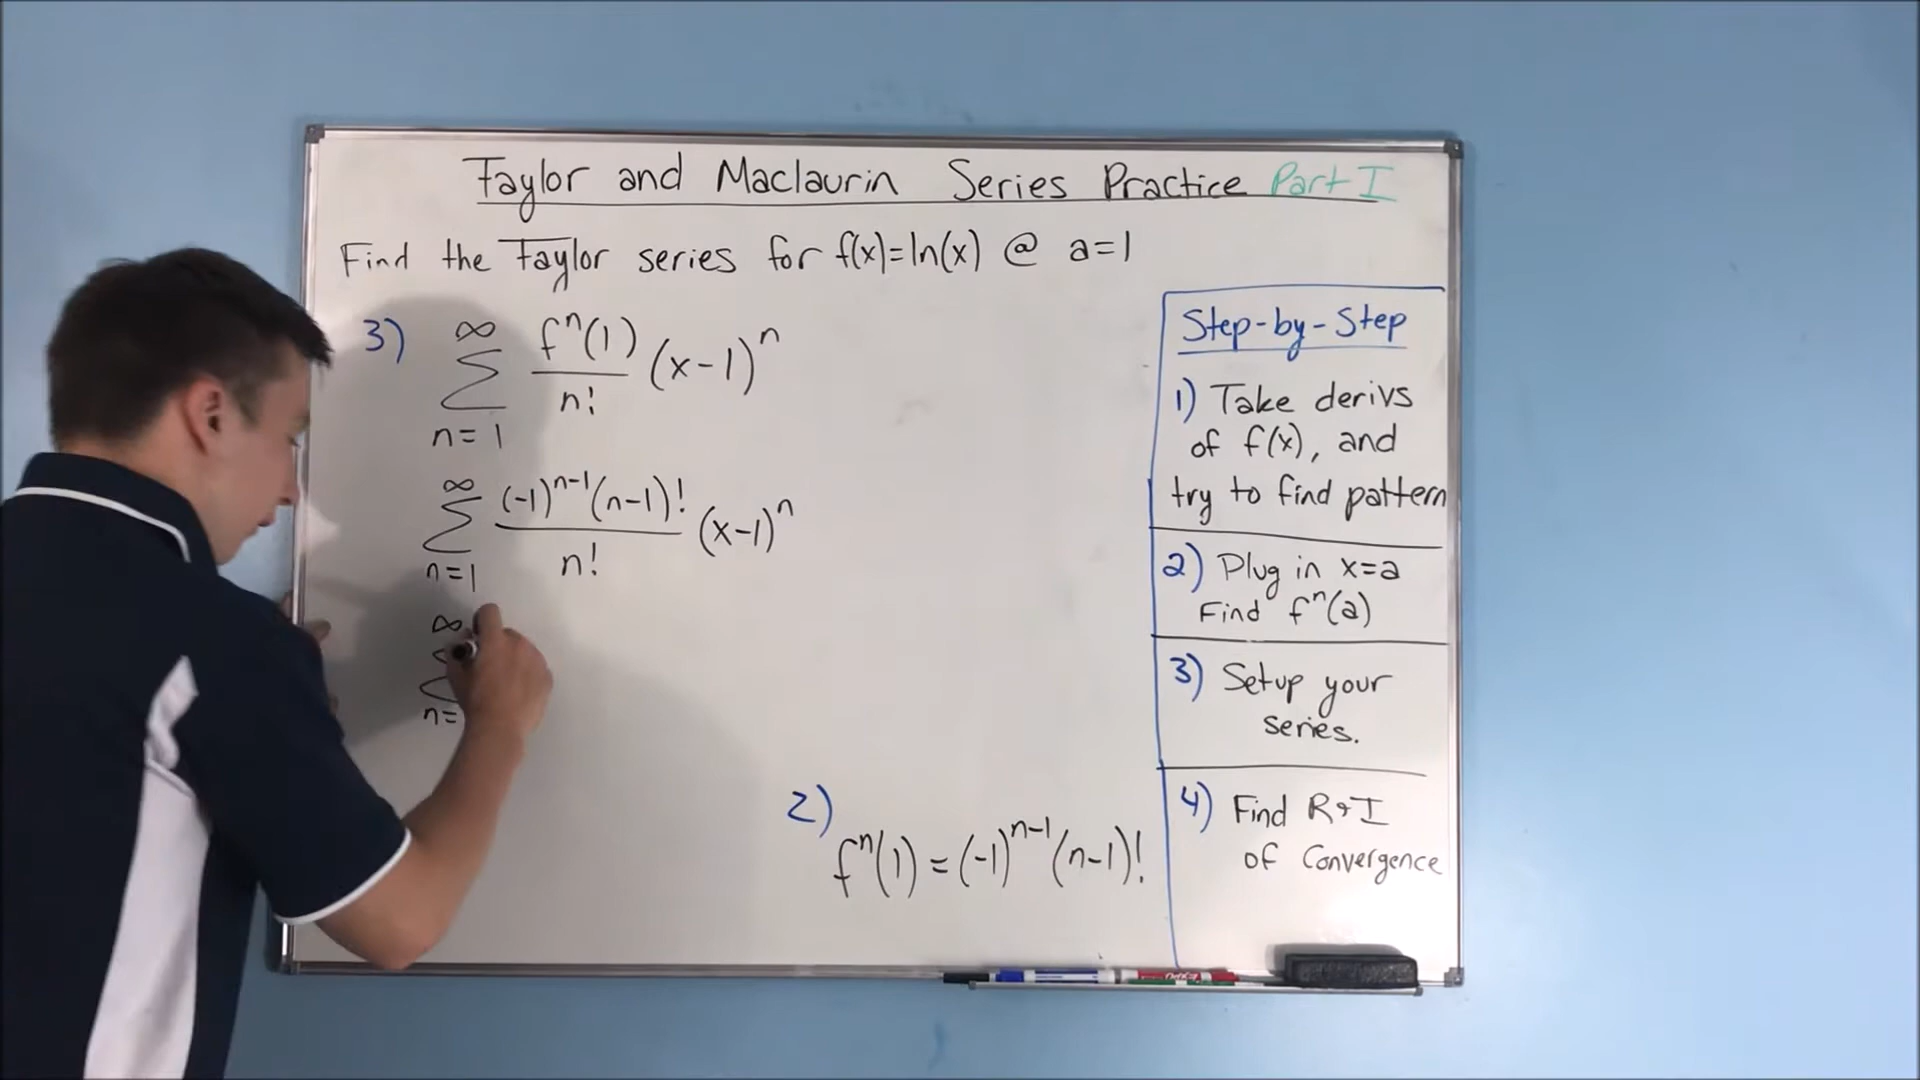 Taylor and Maclaurin Series Practice Part I
Find the Taylor series for f(x)=ln(x) @ a=1
3) ∞ Σ n=1 fⁿ(1)/n! (x-1)ⁿ
∞ Σ n=1 (-1)ⁿ⁻¹(n-1)!/n! (x-1)ⁿ
∞ Σ n=
2)
fⁿ(1) = (-1)ⁿ⁻¹ (n-1)!
Step-by-Step
1) Take derivs
of f(x), and
try to find pattern
2) Plug in x=a
Find fⁿ(a)
3) Setup your
series.
4) Find R&I
of Convergence